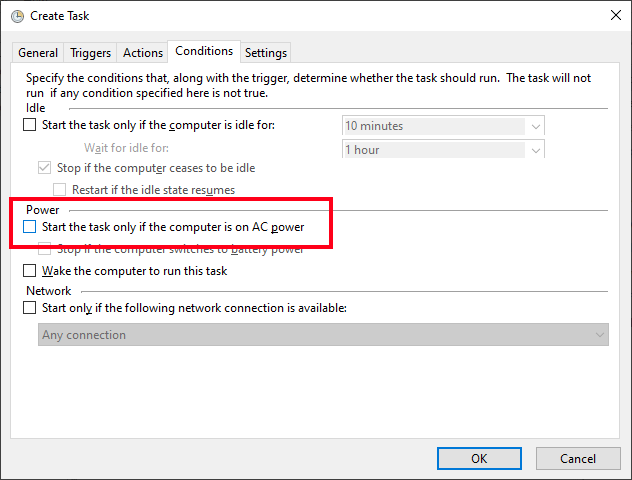 Create Task
General Triggers Actions Conditions Settings
Specify the conditions that, along with the trigger, determine whether the task should run.  The task will not
run  if any condition specified here is not true.
Idle
Start the task only if the computer is idle for: 10 minutes
Wait for idle for: 1 hour
Stop if the computer ceases to be idle
Restart if the idle state resumes
Power
Start the task only if the computer is on AC power
Stop if the computer switches to battery power
Wake the computer to run this task
Network
Start only if the following network connection is available:
Any connection
OK Cancel